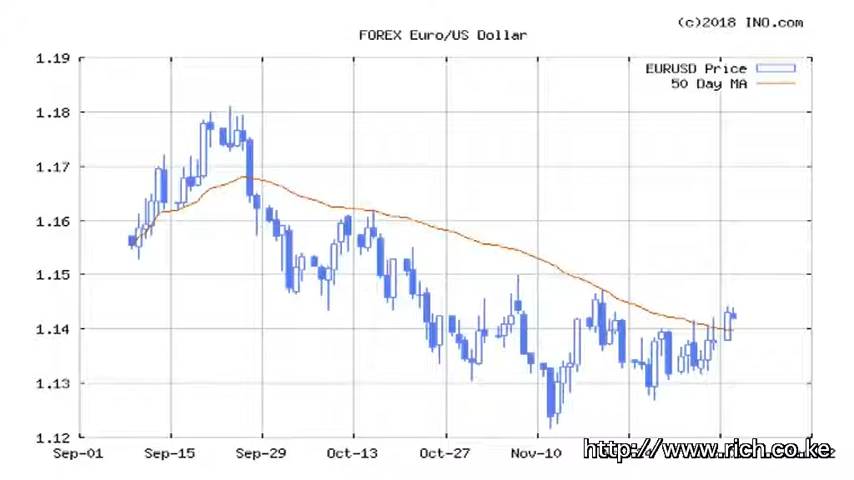 (c)2018 INO.com
FOREX Euro/US Dollar
EURUSD Price
50 Day MA
1.19
1.18
1.17
1.16
1.15
1.14
1.13
1.12
Sep-01 Sep-15 Sep-29 Oct-13 Oct-27 Nov-10
http://www.rich.co.ke